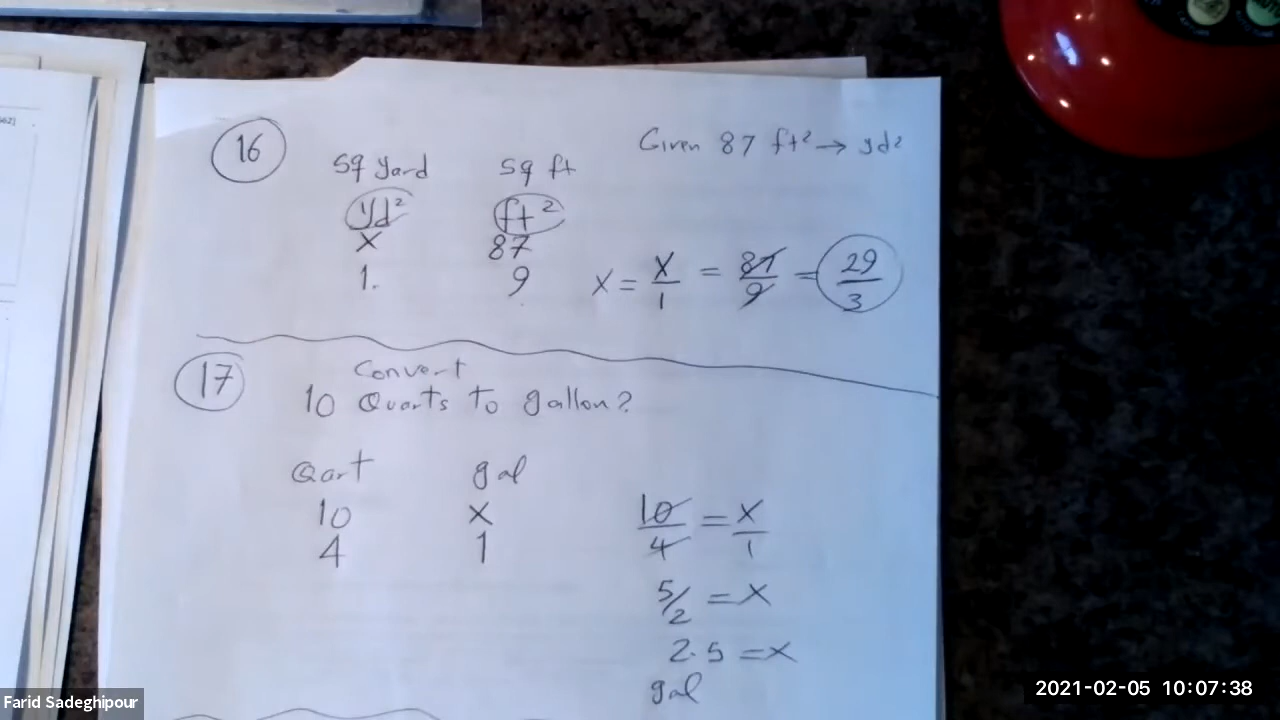 16
Given 87 ft² → yd²
Sq Yard Sq ft
Yd² ft²
X 87
1. 9
X = X/1 = 87/9 = 29/3
17
Convert
10 Quarts To gallon?
Qart gal
10 X
4 1
10/4 = X/1
5/2 = X
2.5 = X
gal
Farid Sadeghipour
2021-02-05 10:07:38